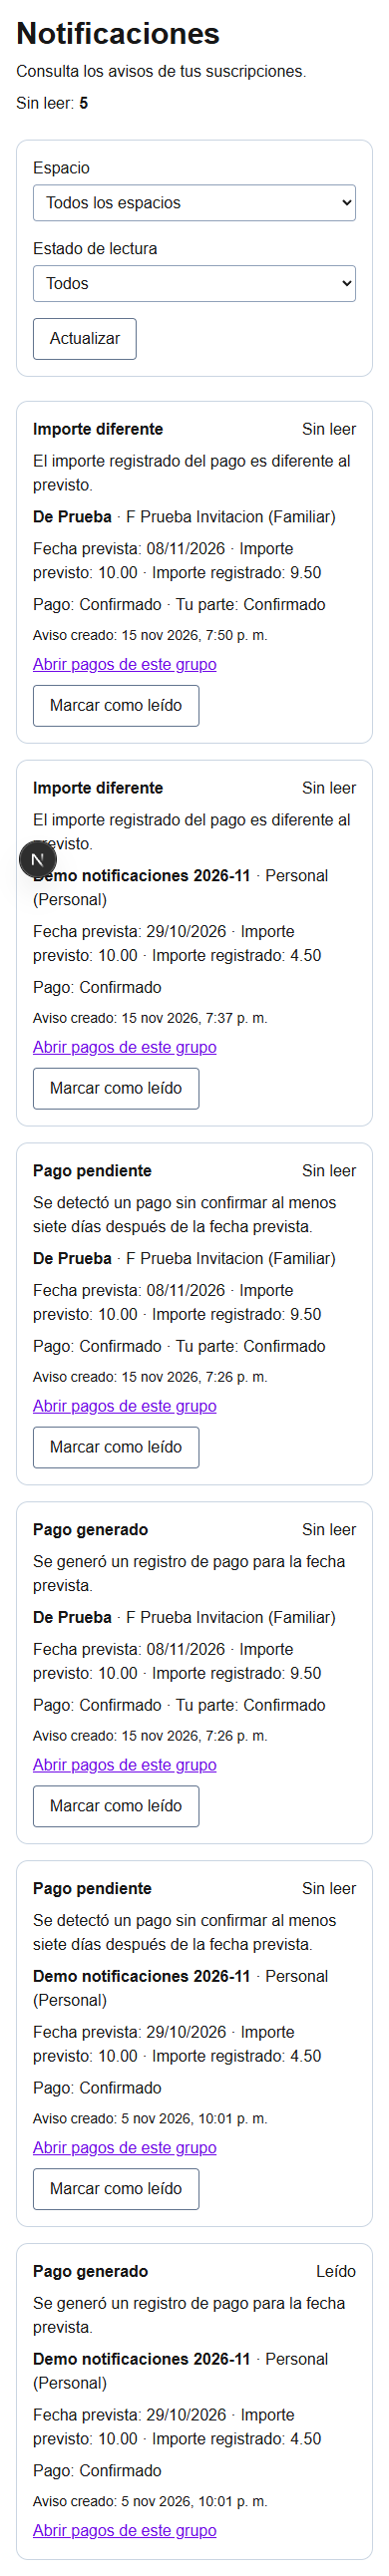 Notificaciones
Consulta los avisos de tus suscripciones.
Sin leer: 5
Espacio
Todos los espacios
Estado de lectura
Todos
Actualizar
Importe diferente Sin leer
El importe registrado del pago es diferente al
previsto.
De Prueba · F Prueba Invitacion (Familiar)
Fecha prevista: 08/11/2026 · Importe
previsto: 10.00 · Importe registrado: 9.50
Pago: Confirmado · Tu parte: Confirmado
Aviso creado: 15 nov 2026, 7:50 p. m.
Abrir pagos de este grupo
Marcar como leído
Importe diferente Sin leer
El importe registrado del pago es diferente al
previsto.
N
Demo notificaciones 2026-11 · Personal
(Personal)
Fecha prevista: 29/10/2026 · Importe
previsto: 10.00 · Importe registrado: 4.50
Pago: Confirmado
Aviso creado: 15 nov 2026, 7:37 p. m.
Abrir pagos de este grupo
Marcar como leído
Pago pendiente Sin leer
Se detectó un pago sin confirmar al menos
siete días después de la fecha prevista.
De Prueba · F Prueba Invitacion (Familiar)
Fecha prevista: 08/11/2026 · Importe
previsto: 10.00 · Importe registrado: 9.50
Pago: Confirmado · Tu parte: Confirmado
Aviso creado: 15 nov 2026, 7:26 p. m.
Abrir pagos de este grupo
Marcar como leído
Pago generado Sin leer
Se generó un registro de pago para la fecha
prevista.
De Prueba · F Prueba Invitacion (Familiar)
Fecha prevista: 08/11/2026 · Importe
previsto: 10.00 · Importe registrado: 9.50
Pago: Confirmado · Tu parte: Confirmado
Aviso creado: 15 nov 2026, 7:26 p. m.
Abrir pagos de este grupo
Marcar como leído
Pago pendiente Sin leer
Se detectó un pago sin confirmar al menos
siete días después de la fecha prevista.
Demo notificaciones 2026-11 · Personal
(Personal)
Fecha prevista: 29/10/2026 · Importe
previsto: 10.00 · Importe registrado: 4.50
Pago: Confirmado
Aviso creado: 5 nov 2026, 10:01 p. m.
Abrir pagos de este grupo
Marcar como leído
Pago generado Leído
Se generó un registro de pago para la fecha
prevista.
Demo notificaciones 2026-11 · Personal
(Personal)
Fecha prevista: 29/10/2026 · Importe
previsto: 10.00 · Importe registrado: 4.50
Pago: Confirmado
Aviso creado: 5 nov 2026, 10:01 p. m.
Abrir pagos de este grupo